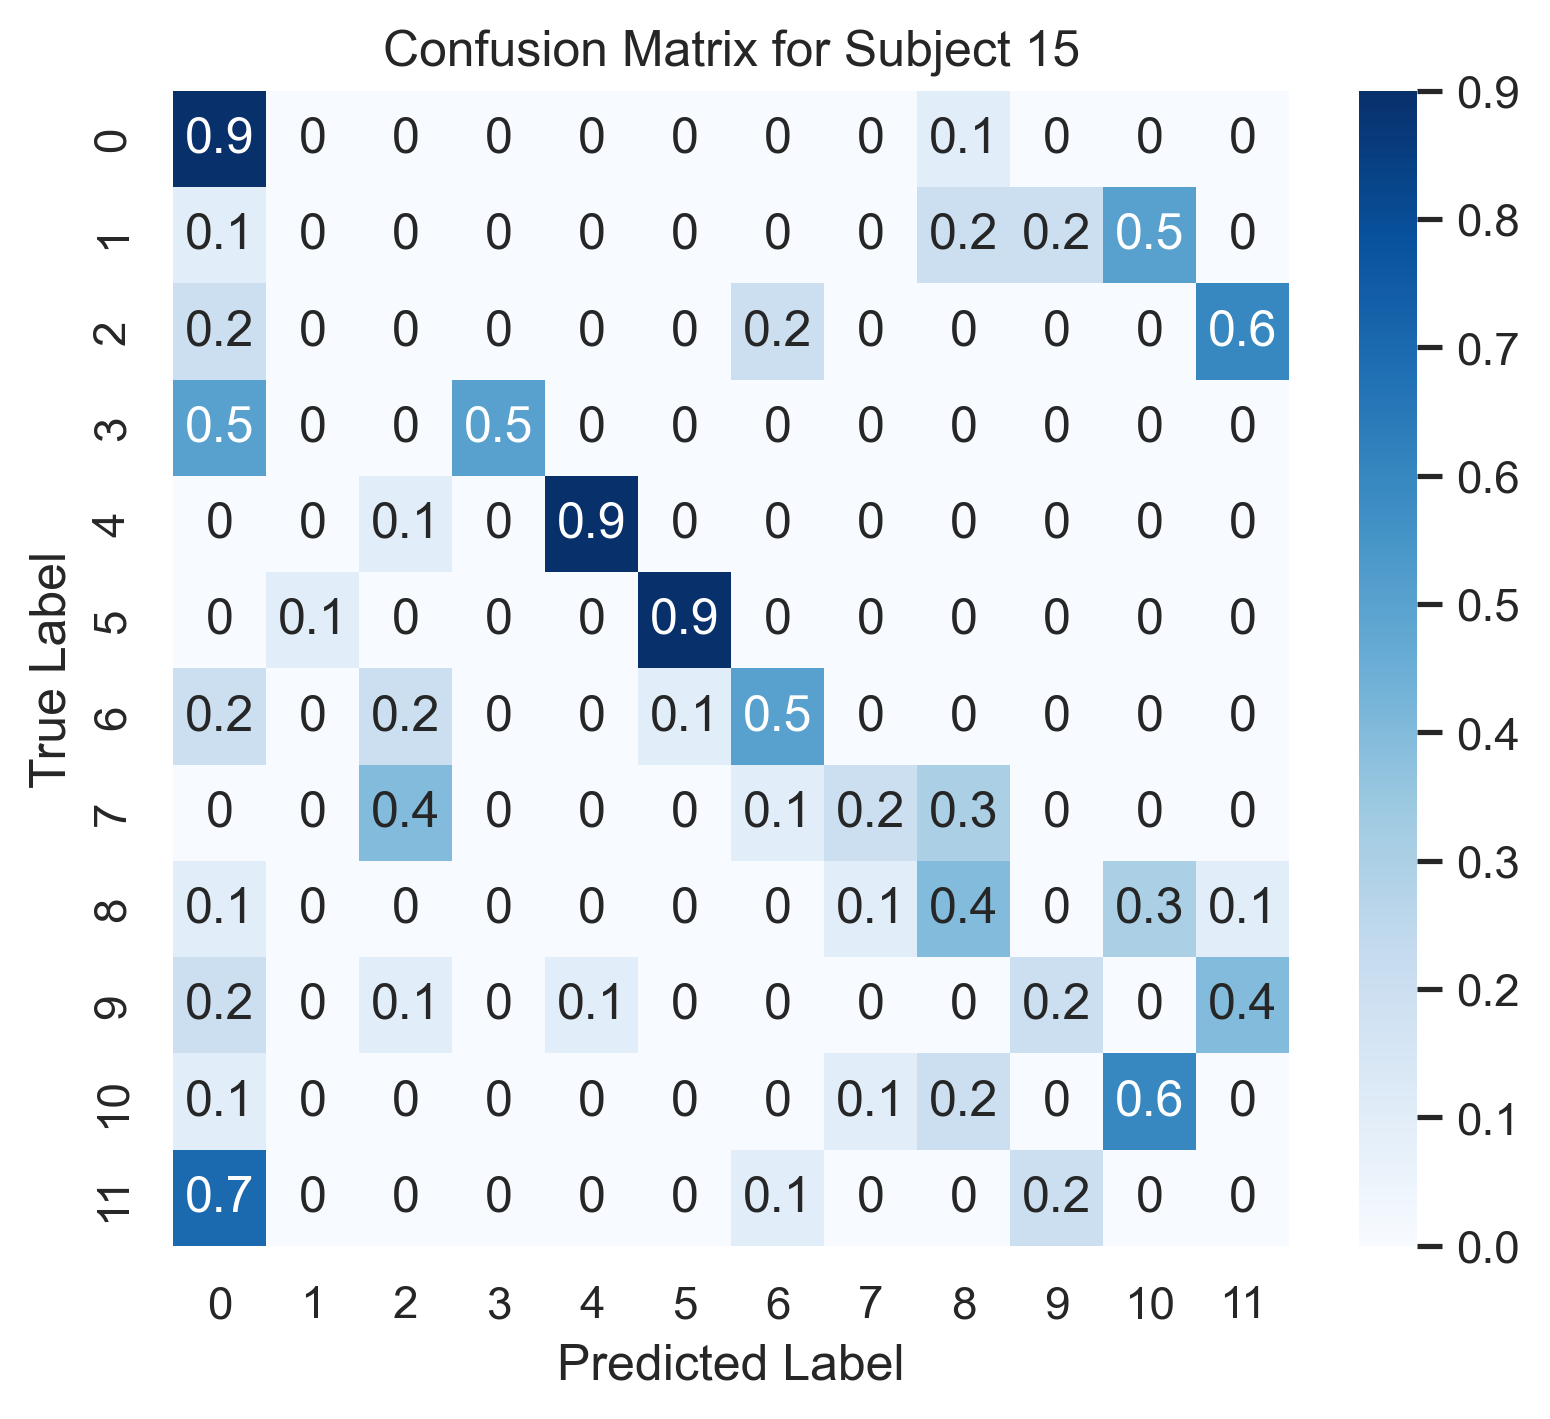 Confusion Matrix for Subject 15
0 0.9 0 0 0 0 0 0 0 0.1 0 0 0
1 0.1 0 0 0 0 0 0 0 0.2 0.2 0.5 0
2 0.2 0 0 0 0 0 0.2 0 0 0 0 0.6
3 0.5 0 0 0.5 0 0 0 0 0 0 0 0
4 0 0 0.1 0 0.9 0 0 0 0 0 0 0
5 0 0.1 0 0 0 0.9 0 0 0 0 0 0
6 0.2 0 0.2 0 0 0.1 0.5 0 0 0 0 0
7 0 0 0.4 0 0 0 0.1 0.2 0.3 0 0 0
8 0.1 0 0 0 0 0 0 0.1 0.4 0 0.3 0.1
9 0.2 0 0.1 0 0.1 0 0 0 0 0.2 0 0.4
10 0.1 0 0 0 0 0 0 0.1 0.2 0 0.6 0
11 0.7 0 0 0 0 0 0.1 0 0 0.2 0 0
0 1 2 3 4 5 6 7 8 9 10 11
Predicted Label
True Label
0.9
0.8
0.7
0.6
0.5
0.4
0.3
0.2
0.1
0.0